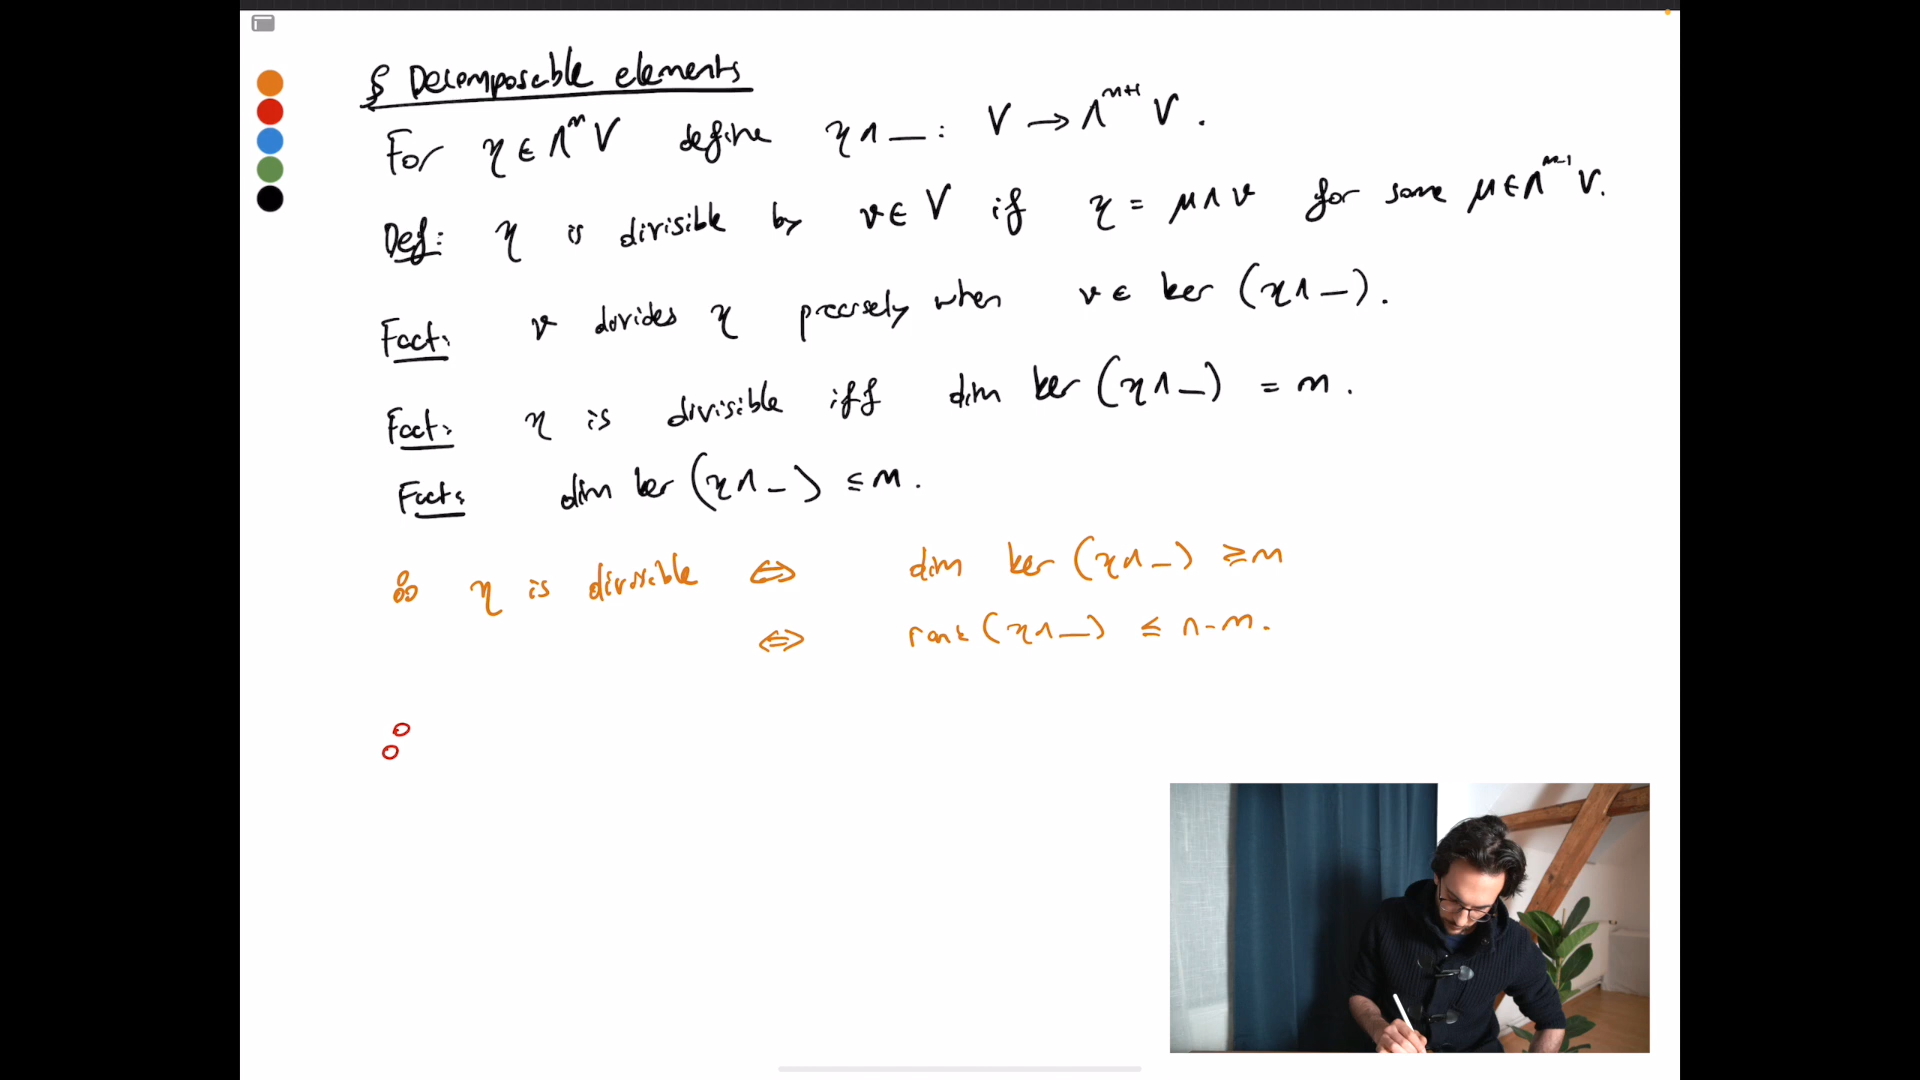 § Decomposable elements
For η ∈ Λ^m V define η∧_ : V → Λ^{m+1} V.
Def: η is divisible by v ∈ V if η = μ∧v for some μ ∈ Λ^{m-1} V.
Fact: v divides η precisely when v ∈ ker (η∧_).
Fact: η is divisible iff dim ker (η∧_) = m.
Fact: dim ker (η∧_) ≤ m.
∴ η is divisible ⇔ dim ker (η∧_) ≥ m
⇔ rank (η∧_) ≤ n-m.